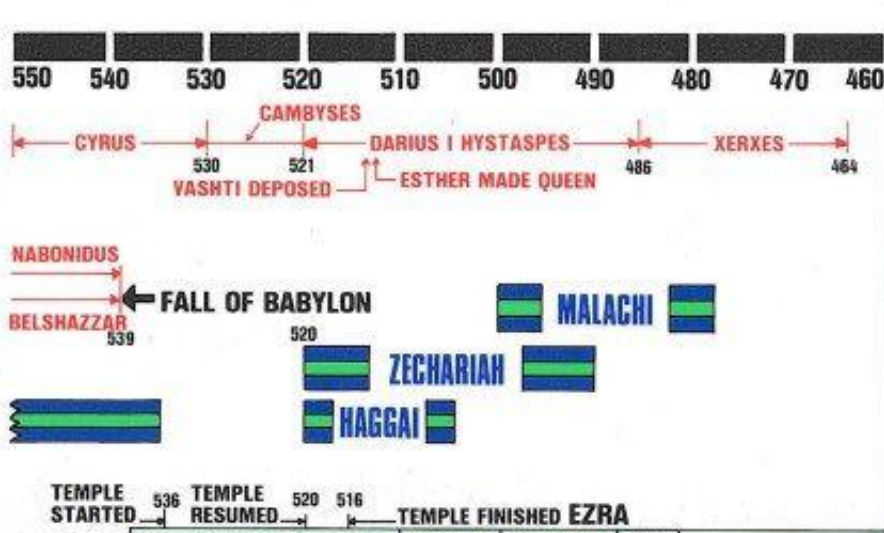 550 540 530 520 510 500 490 480 470 460
CAMBYSES
CYRUS DARIUS I HYSTASPES XERXES
530 521 486 464
VASHTI DEPOSED ESTHER MADE QUEEN
NABONIDUS
FALL OF BABYLON
BELSHAZZAR
539
MALACHI
520
ZECHARIAH
HAGGAI
TEMPLE STARTED 536 TEMPLE RESUMED 520 516
TEMPLE FINISHED EZRA